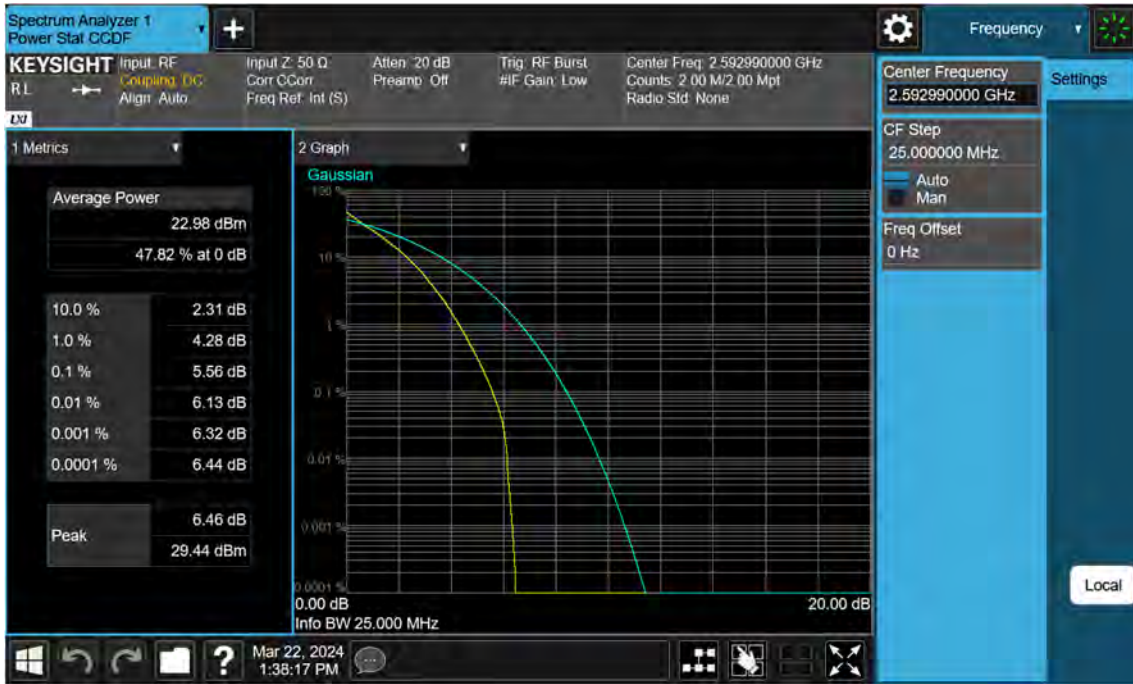 Spectrum Analyzer 1
Power Stat CCDF
Frequency
KEYSIGHT
RL
LXI
Input: RF
Coupling: DC
Align: Auto
Input Z: 50 Ω
Corr CCorr
Freq Ref: Int (S)
Atten: 20 dB
Preamp: Off
Trig: RF Burst
#IF Gain: Low
Center Freq: 2.592990000 GHz
Counts: 2.00 M/2.00 Mpt
Radio Std: None
Center Frequency
2.592990000 GHz
Settings
CF Step
25.000000 MHz
Auto
Man
Freq Offset
0 Hz
Local
1 Metrics
Average Power
22.98 dBm
47.82 % at 0 dB
10.0 % 2.31 dB
1.0 % 4.28 dB
0.1 % 5.56 dB
0.01 % 6.13 dB
0.001 % 6.32 dB
0.0001 % 6.44 dB
Peak
6.46 dB
29.44 dBm
2 Graph
Gaussian
100 %
10 %
1 %
0.1 %
0.01 %
0.001 %
0.0001 %
0.00 dB 20.00 dB
Info BW 25.000 MHz
Mar 22, 2024
1:38:17 PM